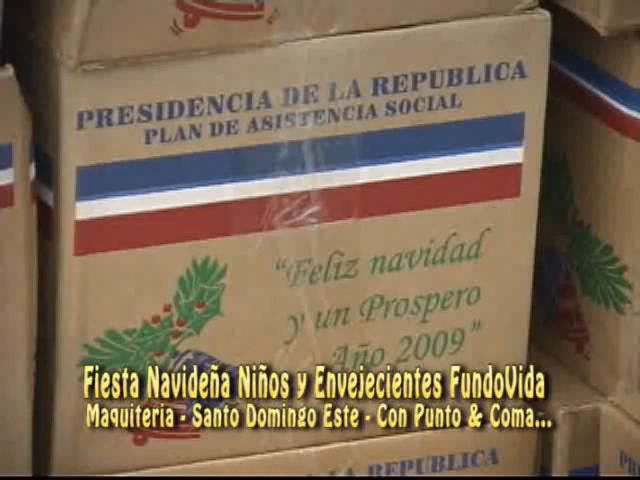 PRESIDENCIA DE LA REPUBLICA
PLAN DE ASISTENCIA SOCIAL
"Feliz navidad
y un Prospero
Año 2009"
Fiesta Navideña Niños y Envejecientes FundoVida
Maquiteria - Santo Domingo Este - Con Punto & Coma...
LA REPUBLICA